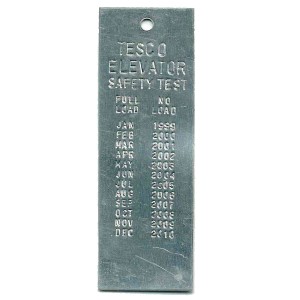 TESCO
ELEVATOR
SAFETY TEST
FULL NO
LOAD LOAD
JAN 1999
FEB 2000
MAR 2001
APR 2002
MAY 2003
JUN 2004
JUL 2005
AUG 2006
SEP 2007
OCT 2008
NOV 2009
DEC 2010